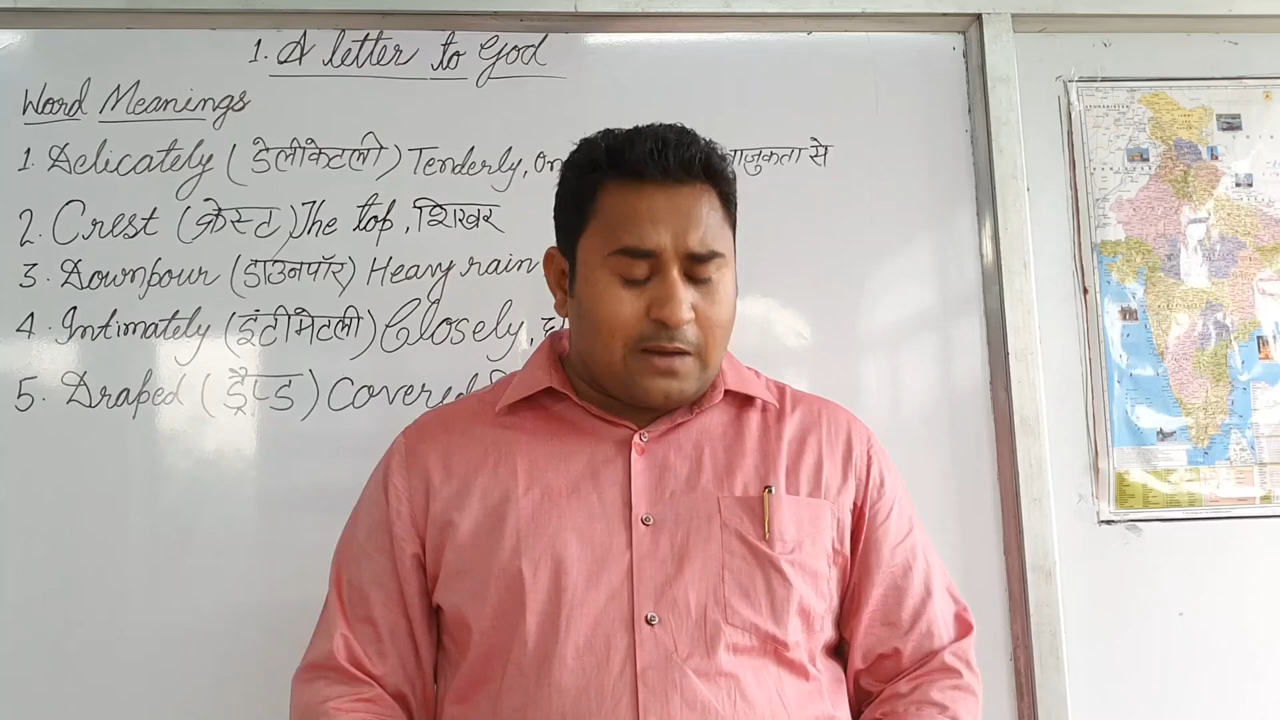 1. A letter to God
Word Meanings
1. Delicately (डेलीकेटली) Tenderly, नाजुकता से
2. Crest (क्रेस्ट) The top, शिखर
3. Downpour (डाउनपॉर) Heavy rain
4. Intimately (इंटीमेटली) Closely,
5. Draped (ड्रैप्ड) Covered